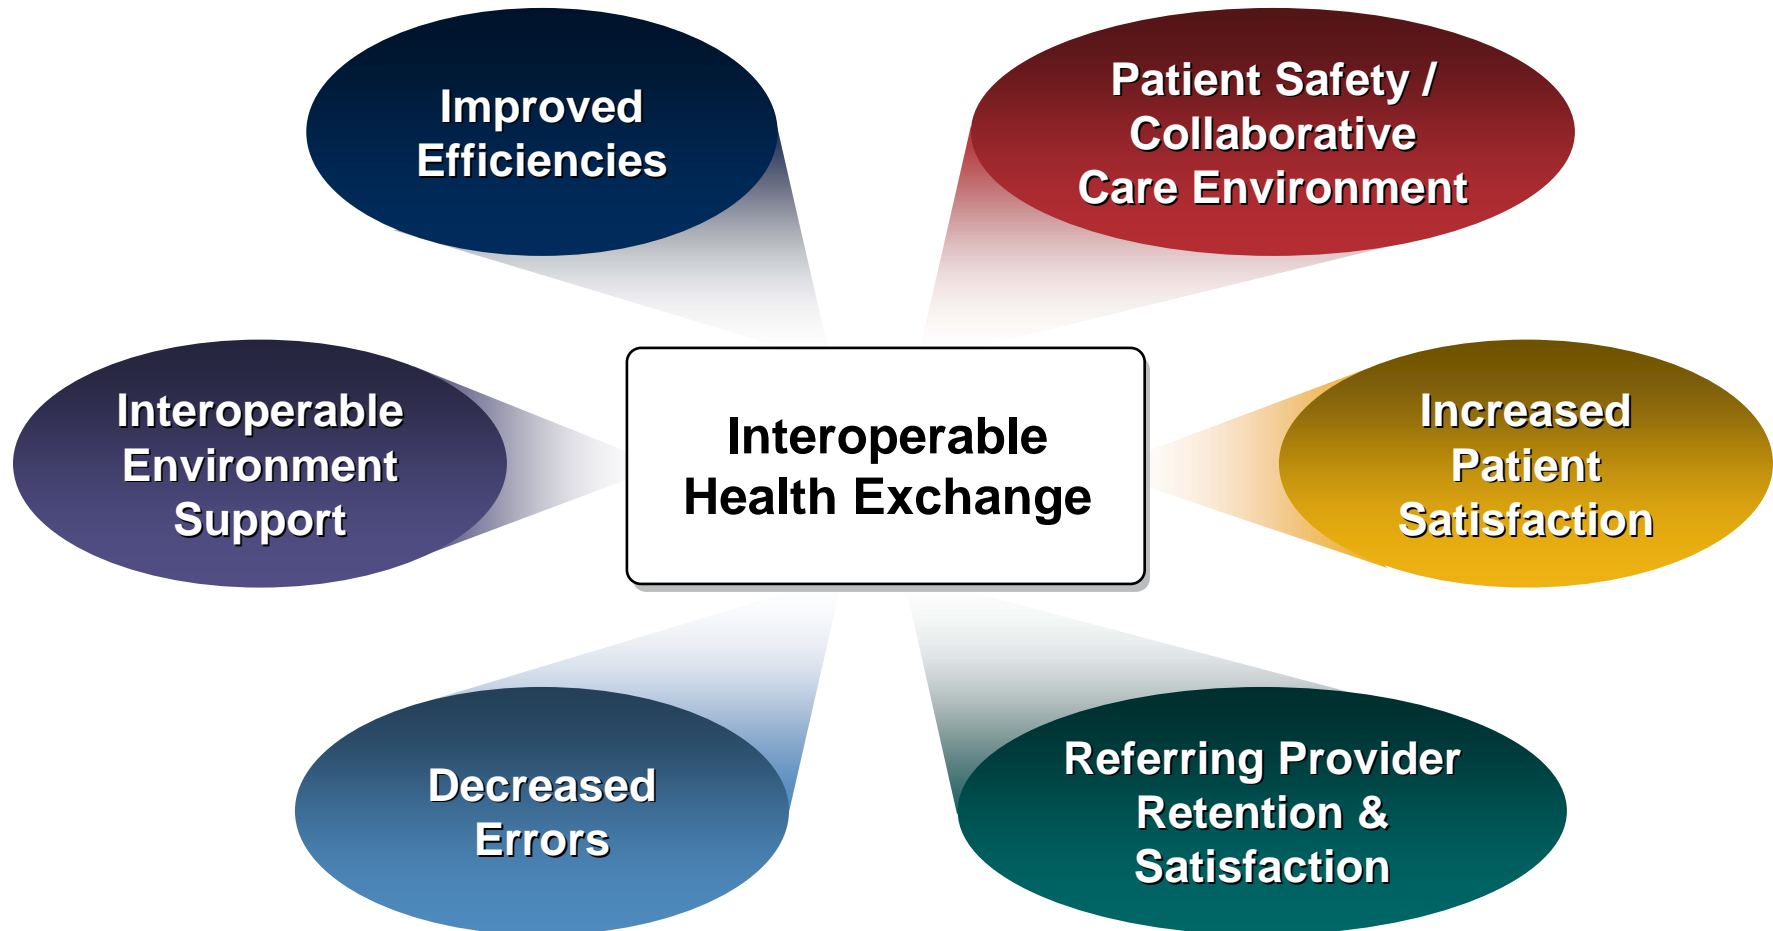 Improved
Efficiencies
Patient Safety /
Collaborative
Care Environment
Interoperable
Environment
Support
Interoperable
Health Exchange
Increased
Patient
Satisfaction
Decreased
Errors
Referring Provider
Retention &
Satisfaction